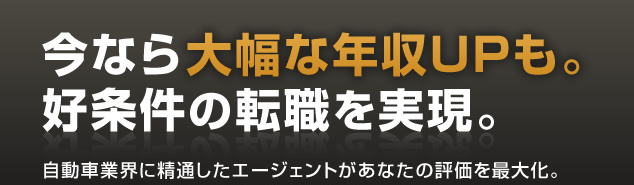 今なら大幅な年収UPも。
好条件の転職を実現。
自動車業界に精通したエージェントがあなたの評価を最大化。